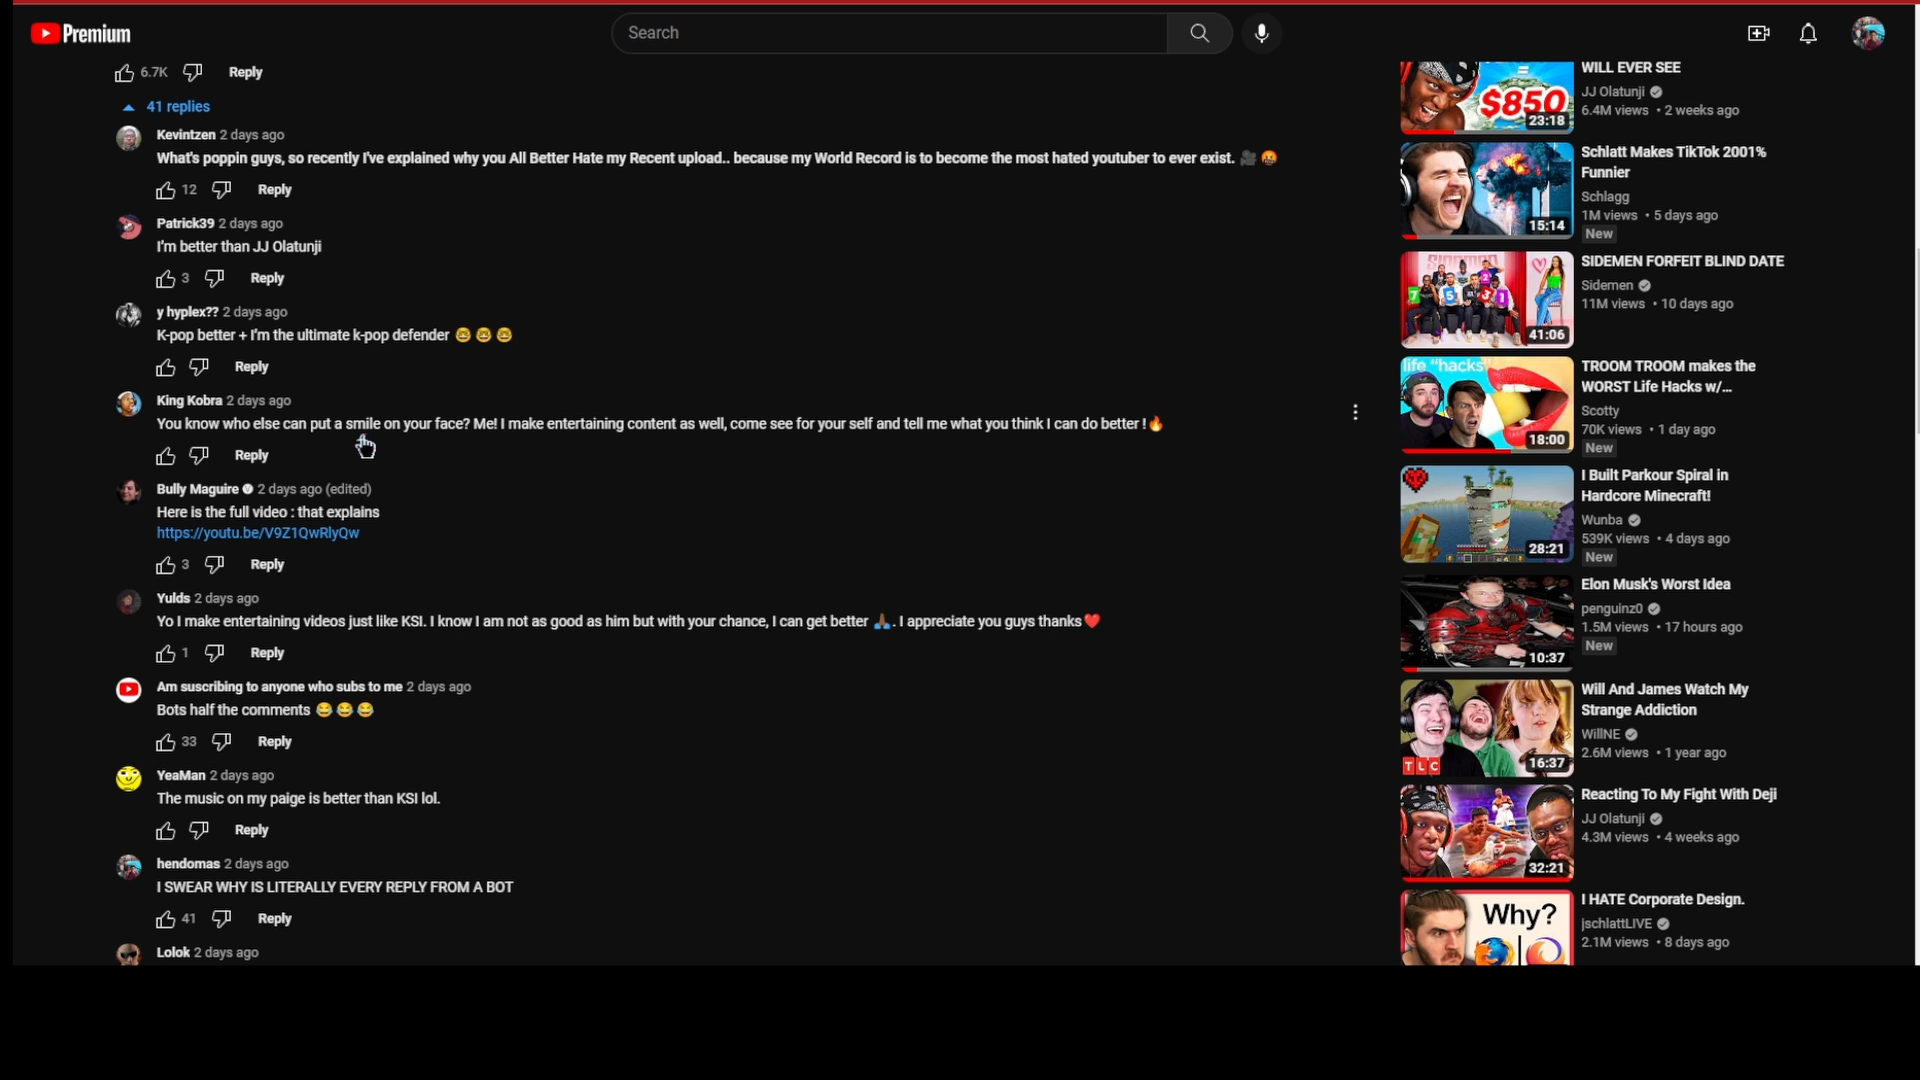 Premium
Search
6.7K Reply
41 replies
Kevintzen 2 days ago
What's poppin guys, so recently I've explained why you All Better Hate my Recent upload.. because my World Record is to become the most hated youtuber to ever exist. 🎥 🤬
12 Reply
Patrick39 2 days ago
I'm better than JJ Olatunji
3 Reply
y hyplex?? 2 days ago
K-pop better + I'm the ultimate k-pop defender 🤓 🤓 🤓
Reply
King Kobra 2 days ago
You know who else can put a smile on your face? Me! I make entertaining content as well, come see for your self and tell me what you think I can do better !🔥
Reply
Bully Maguire 2 days ago (edited)
Here is the full video : that explains
https://youtu.be/V9Z1QwRlyQw
3 Reply
Yulds 2 days ago
Yo I make entertaining videos just like KSI. I know I am not as good as him but with your chance, I can get better 🙏🏾. I appreciate you guys thanks❤️
1 Reply
Am suscribing to anyone who subs to me 2 days ago
Bots half the comments 😂 😂 😂
33 Reply
YeaMan 2 days ago
The music on my paige is better than KSI lol.
Reply
hendomas 2 days ago
I SWEAR WHY IS LITERALLY EVERY REPLY FROM A BOT
41 Reply
Lolok 2 days ago
$850
23:18
WILL EVER SEE
JJ Olatunji
6.4M views • 2 weeks ago
15:14
Schlatt Makes TikTok 2001%
Funnier
Schlagg
1M views • 5 days ago
New
SIDEMEN
7 5 3 1
41:06
SIDEMEN FORFEIT BLIND DATE
Sidemen
11M views • 10 days ago
life "hacks"
18:00
TROOM TROOM makes the
WORST Life Hacks w/...
Scotty
70K views • 1 day ago
New
28:21
I Built Parkour Spiral in
Hardcore Minecraft!
Wunba
539K views • 4 days ago
New
10:37
Elon Musk's Worst Idea
penguinz0
1.5M views • 17 hours ago
New
TLC
16:37
Will And James Watch My
Strange Addiction
WillNE
2.6M views • 1 year ago
32:21
Reacting To My Fight With Deji
JJ Olatunji
4.3M views • 4 weeks ago
Why?
I HATE Corporate Design.
jschlattLIVE
2.1M views • 8 days ago